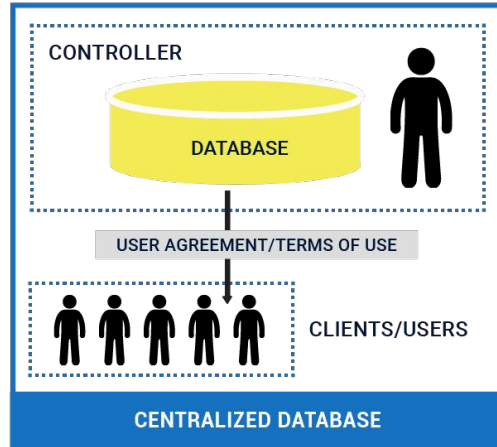 CONTROLLER
DATABASE
USER AGREEMENT/TERMS OF USE
CLIENTS/USERS
CENTRALIZED DATABASE